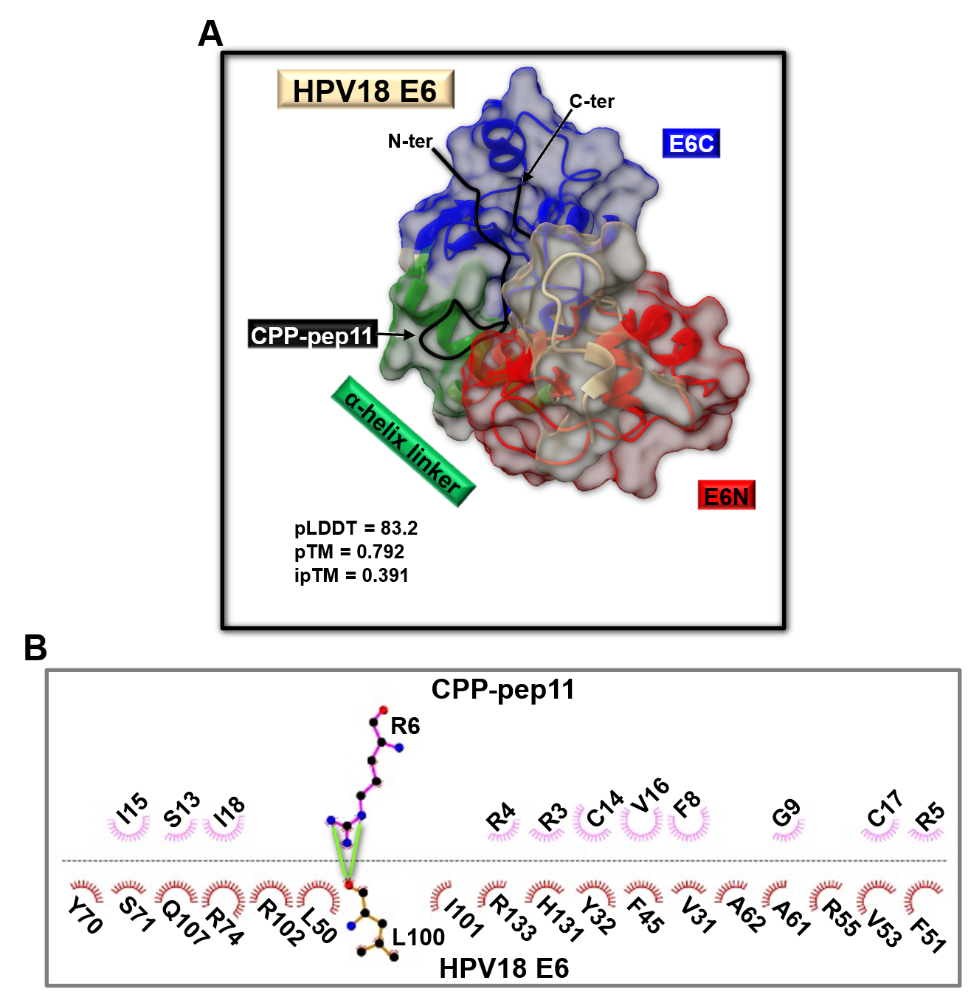 A
HPV18 E6
C-ter
N-ter
E6C
CPP-pep11
α-helix linker
E6N
pLDDT = 83.2
pTM = 0.792
ipTM = 0.391
B
CPP-pep11
R6
I15 S13 I18 R4 R3 C14 V16 F8 G9 C17 R5
Y70 S71 Q107 R74 R102 L50 I101 R133 H131 Y32 F45 V31 A62 A61 R55 V53 F51
L100
HPV18 E6